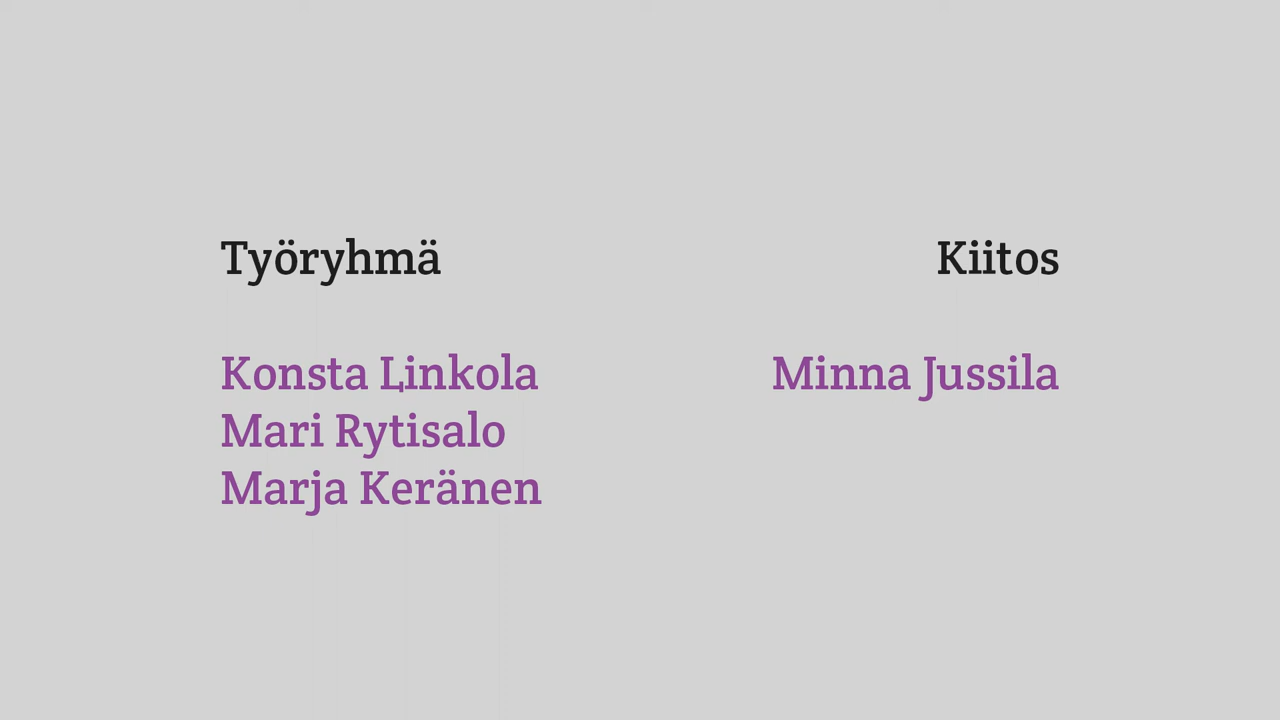 Työryhmä
Konsta Linkola
Mari Rytisalo
Marja Keränen
Kiitos
Minna Jussila